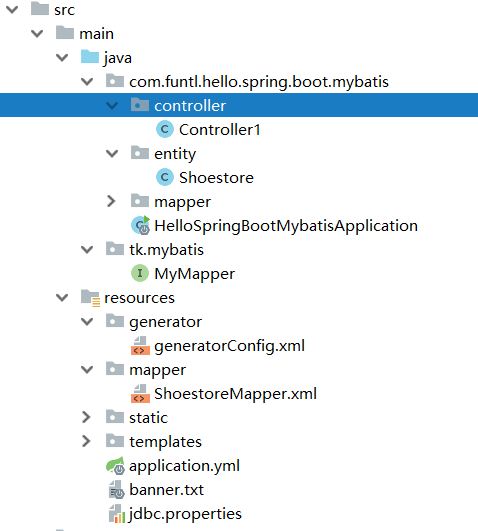 src
main
java
com.funtl.hello.spring.boot.mybatis
controller
Controller1
entity
Shoestore
mapper
HelloSpringBootMybatisApplication
tk.mybatis
MyMapper
resources
generator
generatorConfig.xml
mapper
ShoestoreMapper.xml
static
templates
application.yml
banner.txt
jdbc.properties